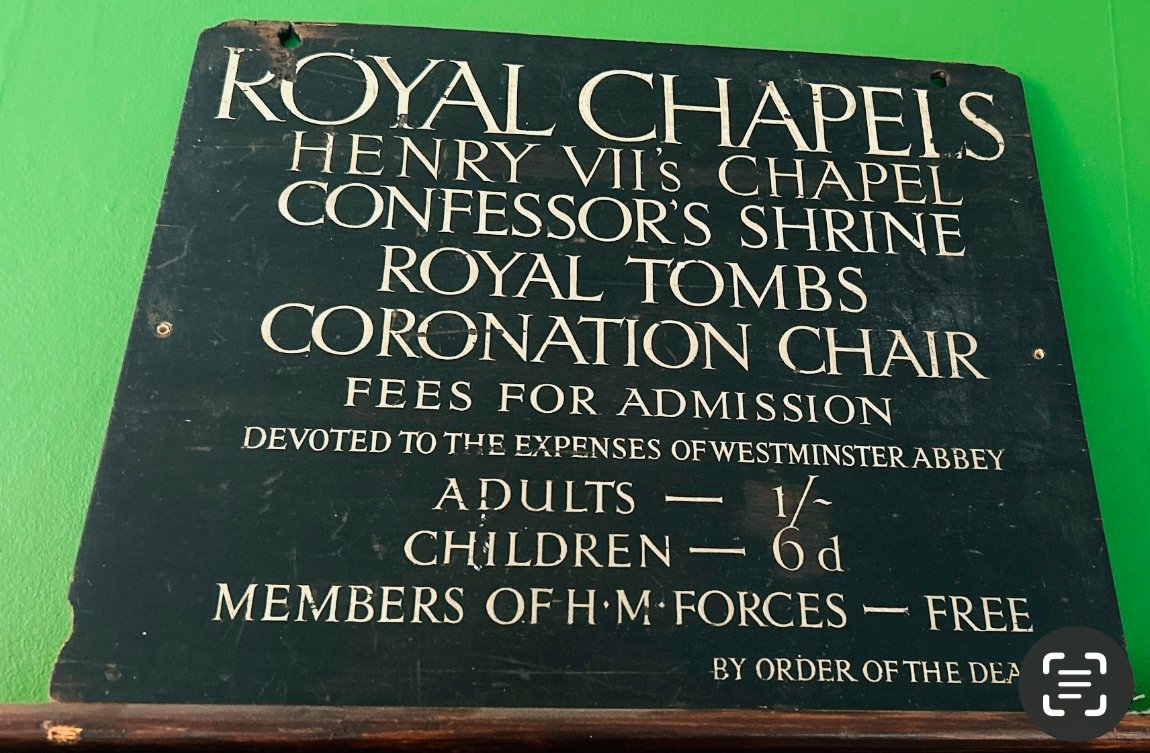 ROYAL CHAPELS
HENRY VII's CHAPEL
CONFESSOR'S SHRINE
ROYAL TOMBS
CORONATION CHAIR
FEES FOR ADMISSION
DEVOTED TO THE EXPENSES OF WESTMINSTER ABBEY
ADULTS — 1/-
CHILDREN — 6d
MEMBERS OF H·M·FORCES — FREE
BY ORDER OF THE